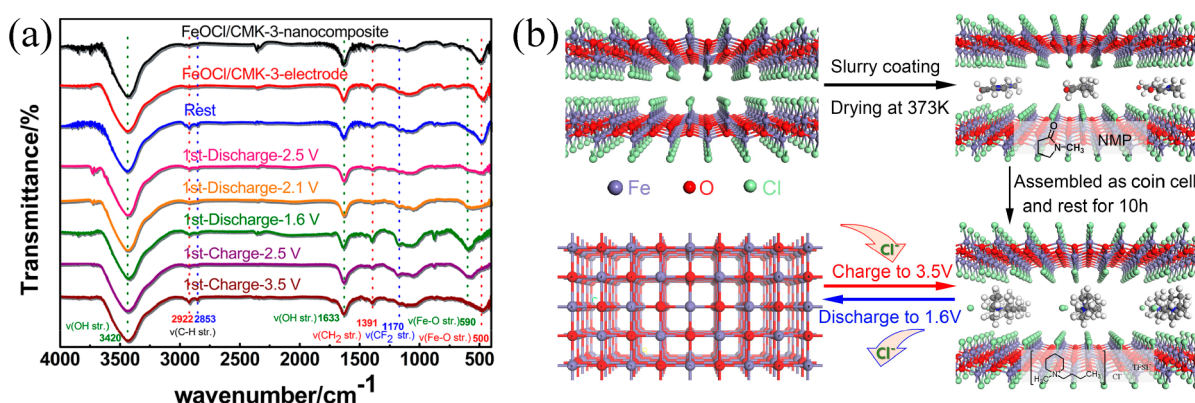 (a)
Transmittance/%
FeOCl/CMK-3-nanocomposite
FeOCl/CMK-3-electrode
Rest
1st-Discharge-2.5 V
1st-Discharge-2.1 V
1st-Discharge-1.6 V
1st-Charge-2.5 V
1st-Charge-3.5 V
ν(OH str.) 3420
2922 2853
ν(C-H str.)
ν(OH str.) 1633
ν(CH2 str.) 1391
ν(CF2 str.) 1170
ν(Fe-O str.) 590
ν(Fe-O str.) 500
4000 3500 3000 2500 2000 1500 1000 500
wavenumber/cm-1
(b)
Slurry coating
Drying at 373K
O
N-CH3
NMP
Fe O Cl
Assembled as coin cell
and rest for 10h
Cl-
Charge to 3.5V
Discharge to 1.6V
Cl-